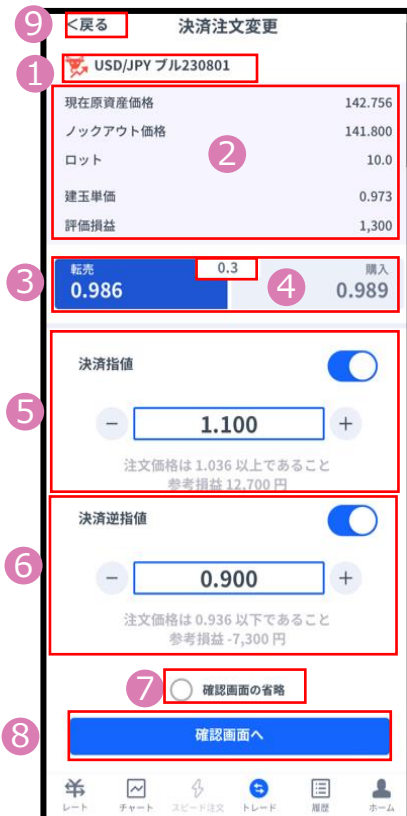 9 <戻る 決済注文変更
1 USD/JPY ブル230801
現在原資産価格 142.756
ノックアウト価格 141.800
2
ロット 10.0
建玉単価 0.973
評価損益 1,300
3 転売 0.3 4 購入
0.986 0.989
決済指値
5
− 1.100 +
注文価格は 1.036 以上であること
参考損益 12,700 円
決済逆指値
6
− 0.900 +
注文価格は 0.936 以下であること
参考損益 -7,300 円
7 確認画面の省略
8 確認画面へ
レート チャート スピード注文 トレード 履歴 ホーム